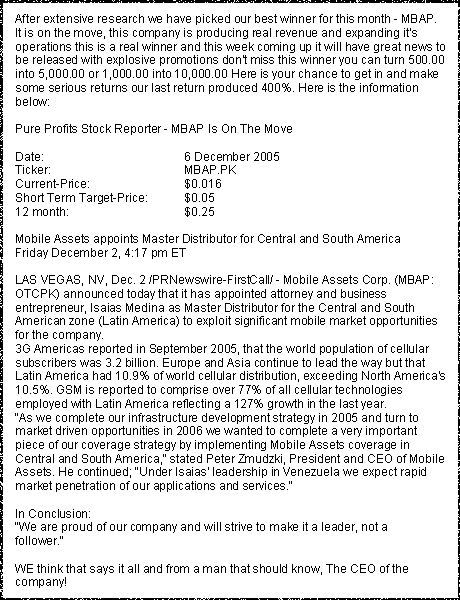 After extensive research we have picked our best winner for this month - MBAP.
It is on the move, this company is producing real revenue and expanding it's
operations this is a real winner and this week coming up it will have great news to
be released with explosive promotions don't miss this winner you can turn 500.00
into 5,000.00 or 1,000.00 into 10,000.00 Here is your chance to get in and make
some serious returns our last return produced 400%. Here is the information
below:
Pure Profits Stock Reporter - MBAP Is On The Move
Date: 6 December 2005
Ticker: MBAP.PK
Current-Price: $0.016
Short Term Target-Price: $0.05
12 month: $0.25
Mobile Assets appoints Master Distributor for Central and South America
Friday December 2, 4:17 pm ET
LAS VEGAS, NV, Dec. 2 /PRNewswire-FirstCall/ - Mobile Assets Corp. (MBAP:
OTCPK) announced today that it has appointed attorney and business
entrepreneur, Isaias Medina as Master Distributor for the Central and South
American zone (Latin America) to exploit significant mobile market opportunities
for the company.
3G Americas reported in September 2005, that the world population of cellular
subscribers was 3.2 billion. Europe and Asia continue to lead the way but that
Latin America had 10.9% of world cellular distribution, exceeding North America's
10.5%. GSM is reported to comprise over 77% of all cellular technologies
employed with Latin America reflecting a 127% growth in the last year.
"As we complete our infrastructure development strategy in 2005 and turn to
market driven opportunities in 2006 we wanted to complete a very important
piece of our coverage strategy by implementing Mobile Assets coverage in
Central and South America," stated Peter Zmudzki, President and CEO of Mobile
Assets. He continued; "Under Isaias' leadership in Venezuela we expect rapid
market penetration of our applications and services."
In Conclusion:
"We are proud of our company and will strive to make it a leader, not a
follower."
WE think that says it all and from a man that should know, The CEO of the
company!